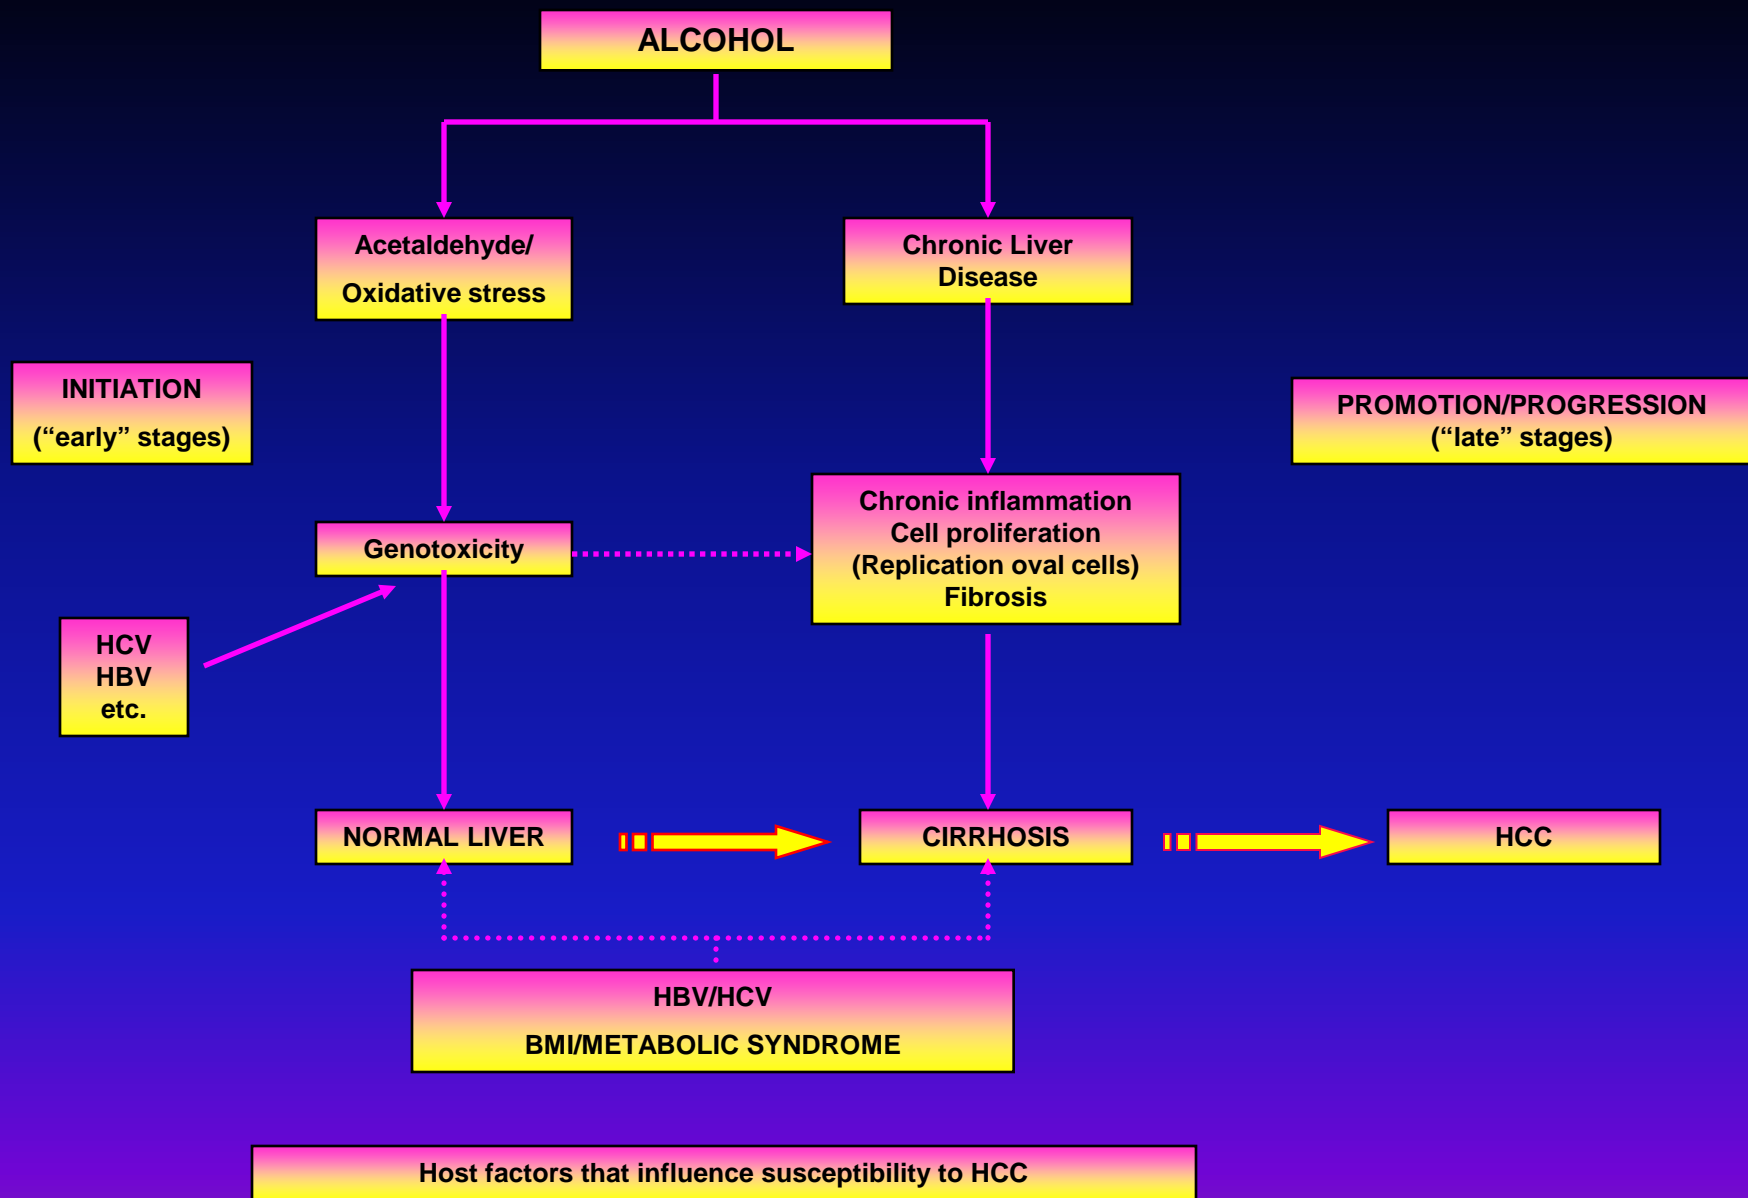 ALCOHOL
Acetaldehyde/
Oxidative stress
Chronic Liver
Disease
INITIATION
(“early” stages)
PROMOTION/PROGRESSION
(“late” stages)
Genotoxicity
Chronic inflammation
Cell proliferation
(Replication oval cells)
Fibrosis
HCV
HBV
etc.
NORMAL LIVER
CIRRHOSIS
HCC
HBV/HCV
BMI/METABOLIC SYNDROME
Host factors that influence susceptibility to HCC